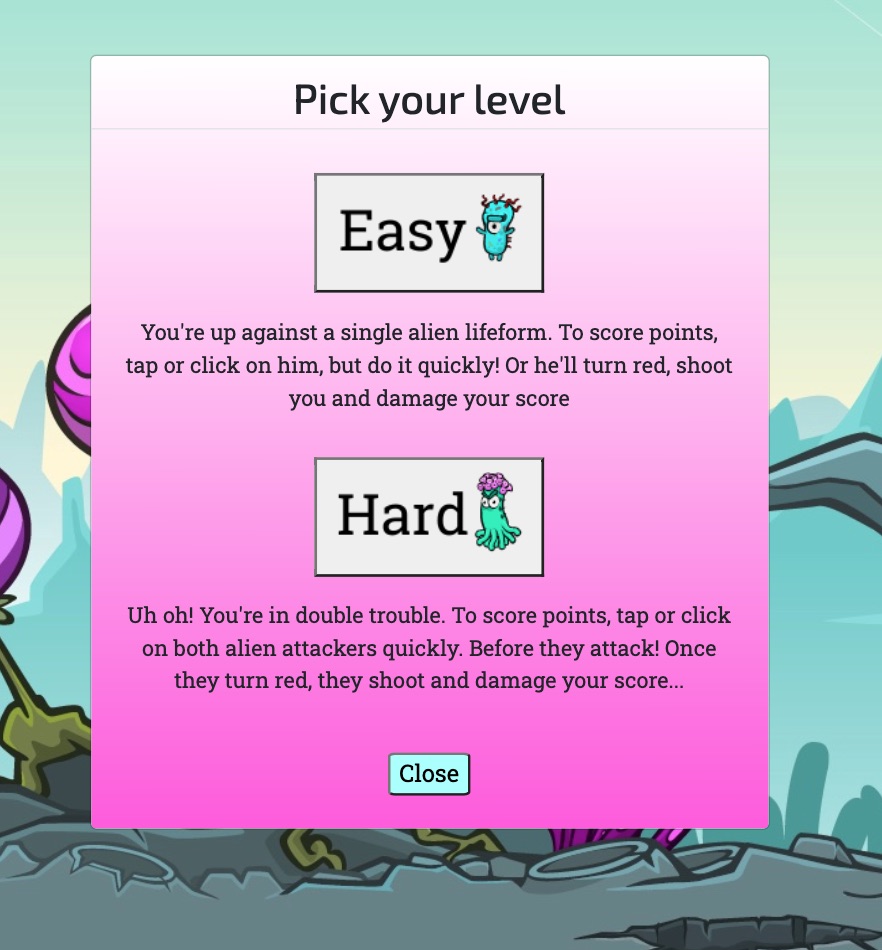 Pick your level
Easy
You're up against a single alien lifeform. To score points,
tap or click on him, but do it quickly! Or he'll turn red, shoot
you and damage your score
Hard
Uh oh! You're in double trouble. To score points, tap or click
on both alien attackers quickly. Before they attack! Once
they turn red, they shoot and damage your score...
Close